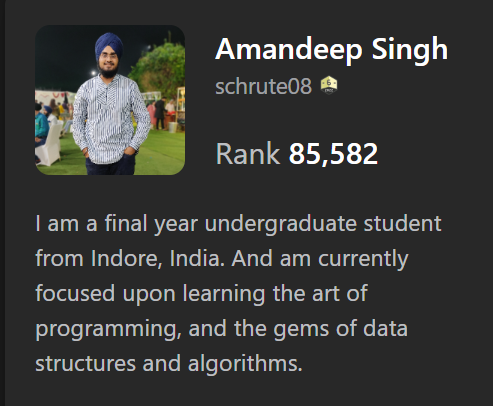 Amandeep Singh
schrute08
Rank 85,582
I am a final year undergraduate student
from Indore, India. And am currently
focused upon learning the art of
programming, and the gems of data
structures and algorithms.